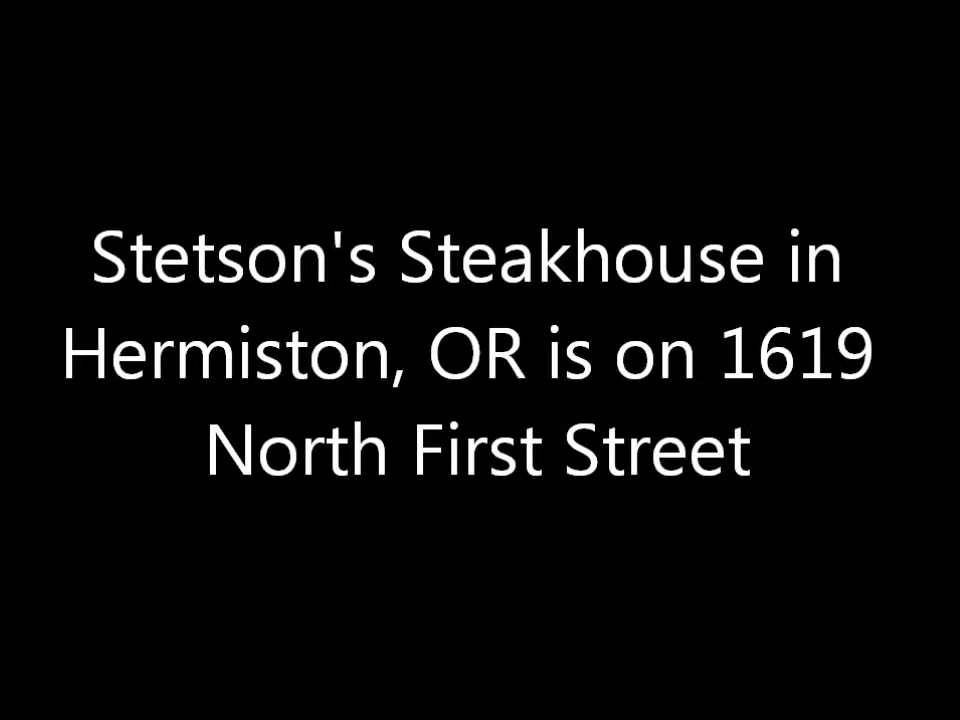 Stetson's Steakhouse in
Hermiston, OR is on 1619
North First Street